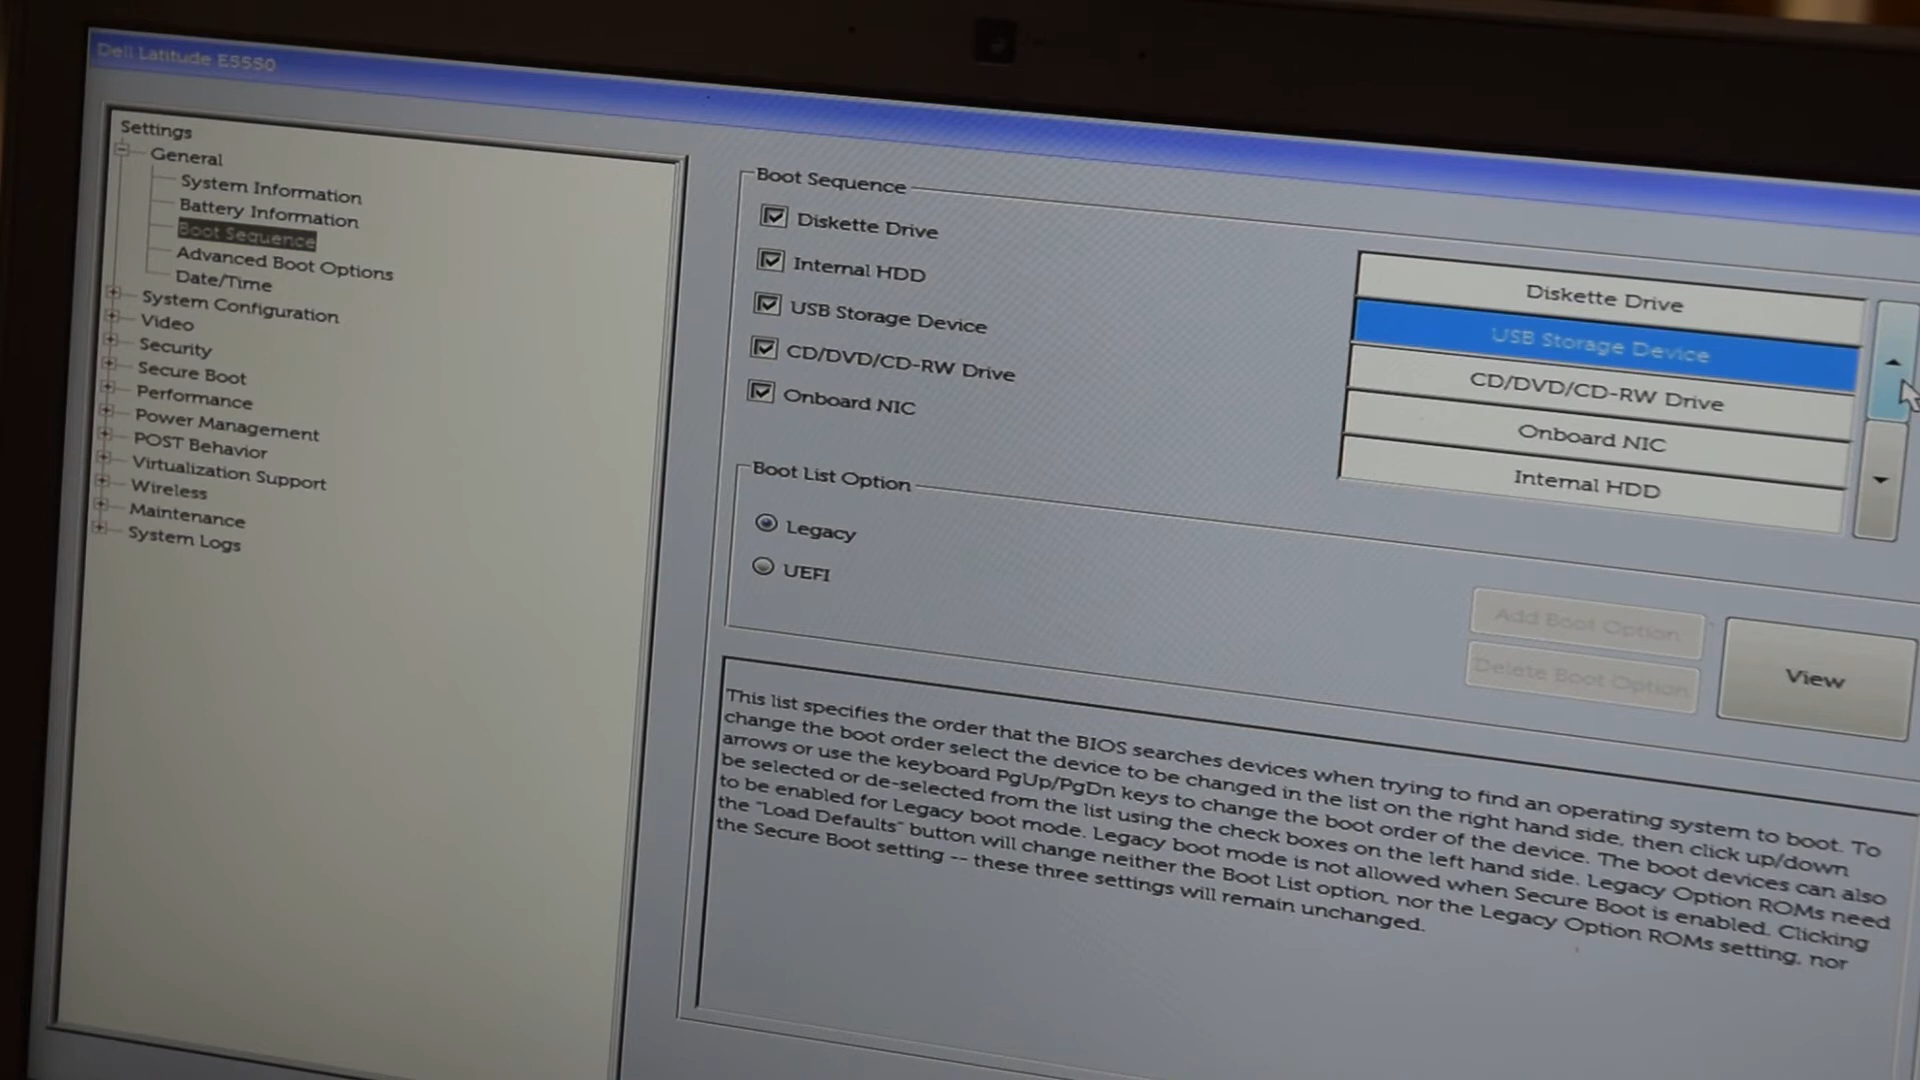 Dell Latitude E5550
Settings
General
System Information
Battery Information
Boot Sequence
Advanced Boot Options
Date/Time
System Configuration
Video
Security
Secure Boot
Performance
Power Management
POST Behavior
Virtualization Support
Wireless
Maintenance
System Logs
Boot Sequence
Diskette Drive
Internal HDD
USB Storage Device
CD/DVD/CD-RW Drive
Onboard NIC
Diskette Drive
USB Storage Device
CD/DVD/CD-RW Drive
Onboard NIC
Internal HDD
Boot List Option
Legacy
UEFI
Add Boot Option
Delete Boot Option
View
This list specifies the order that the BIOS searches devices when trying to find an operating system to boot. To
change the boot order select the device to be changed in the list on the right hand side, then click up/down
arrows or use the keyboard PgUp/PgDn keys to change the boot order of the device. The boot devices can also
be selected or de-selected from the list using the check boxes on the left hand side. Legacy Option ROMs need
to be enabled for Legacy boot mode. Legacy boot mode is not allowed when Secure Boot is enabled. Clicking
the "Load Defaults" button will change neither the Boot List option, nor the Legacy Option ROMs setting, nor
the Secure Boot setting -- these three settings will remain unchanged.